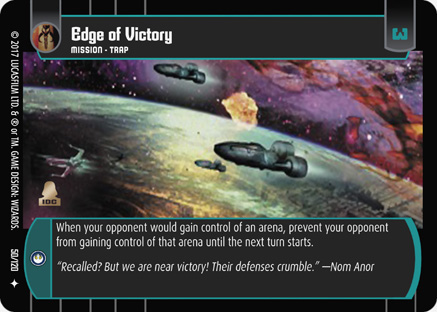 Edge of Victory
MISSION - TRAP
W
© 2017 LUCASFILM LTD. & ® or TM. GAME DESIGN: WIZARDS.
IDC
When your opponent would gain control of an arena, prevent your opponent
from gaining control of that arena until the next turn starts.
"Recalled? But we are near victory! Their defenses crumble." —Nom Anor
50/120